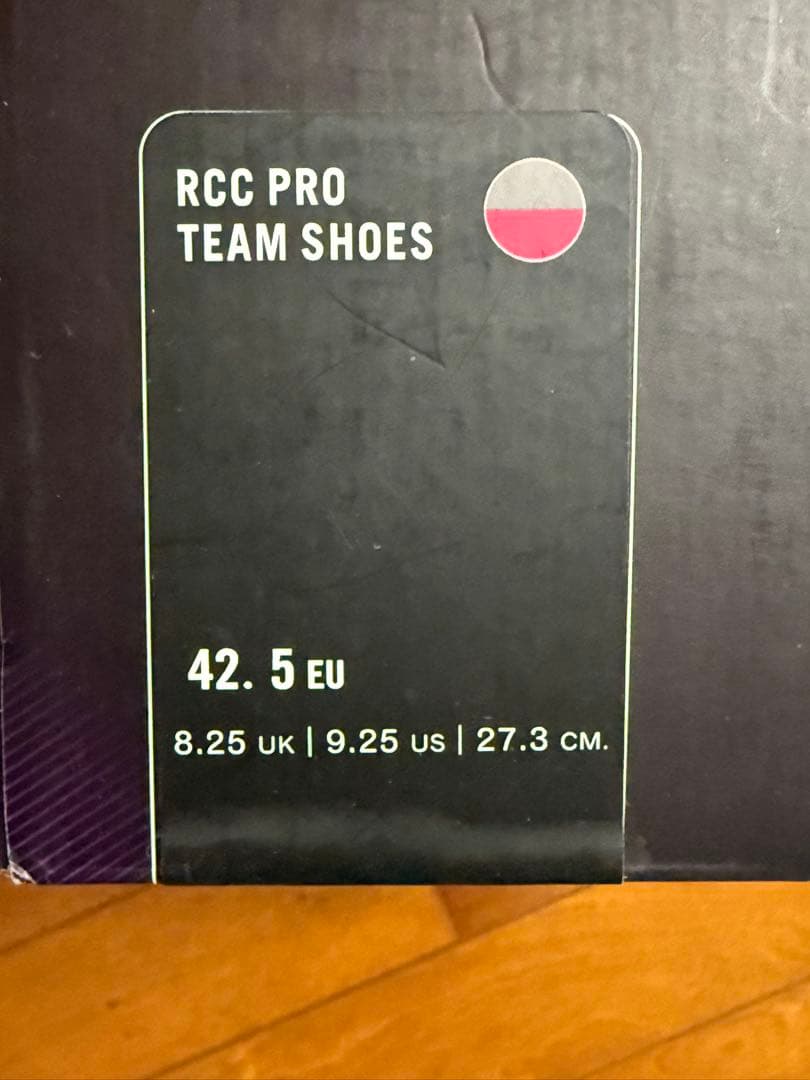 RCC PRO
TEAM SHOES
42. 5 EU
8.25 UK | 9.25 US | 27.3 CM.